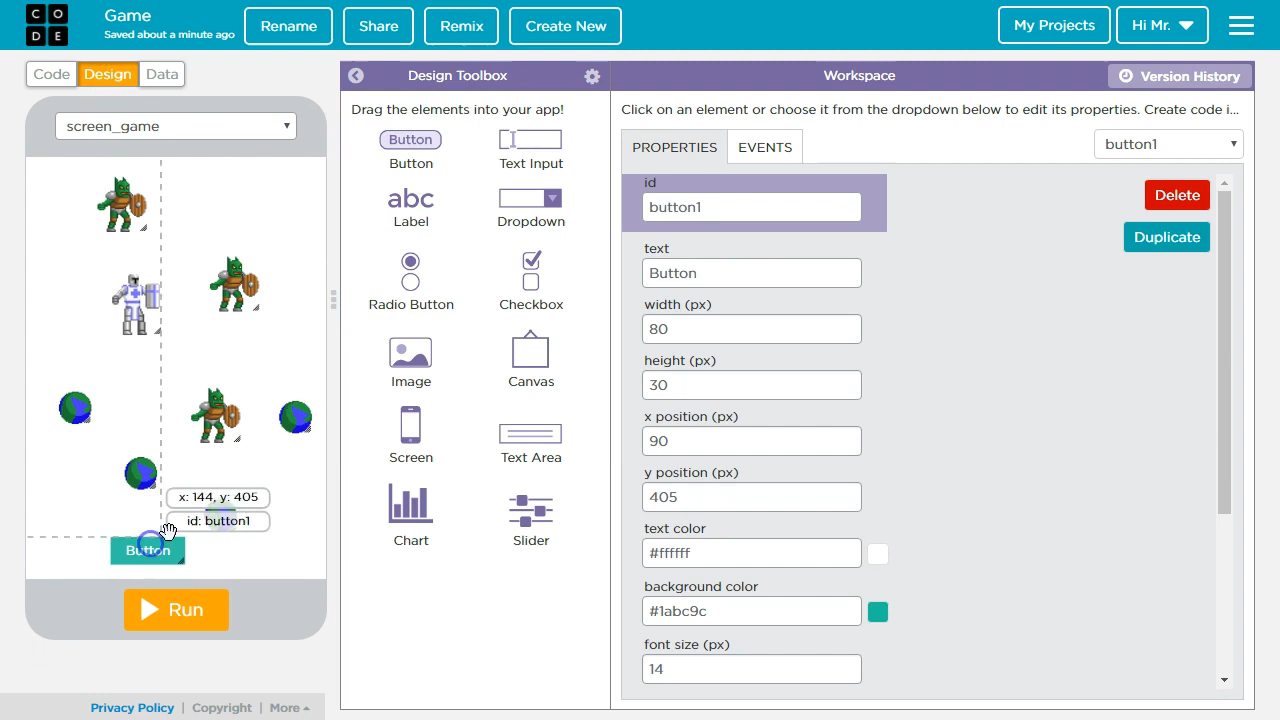 CODE
Game
Saved about a minute ago
Rename
Share
Remix
Create New
My Projects
Hi Mr.
Code
Design
Data
screen_game
x: 144, y: 405
id: button1
Button
Run
Privacy Policy | Copyright | More
Design Toolbox
Drag the elements into your app!
Button
Button
Text Input
abc
Label
Dropdown
Radio Button
Checkbox
Image
Canvas
Screen
Text Area
Chart
Slider
Workspace
Version History
Click on an element or choose it from the dropdown below to edit its properties. Create code i...
PROPERTIES
EVENTS
button1
id
button1
Delete
Duplicate
text
Button
width (px)
80
height (px)
30
x position (px)
90
y position (px)
405
text color
#ffffff
background color
#1abc9c
font size (px)
14